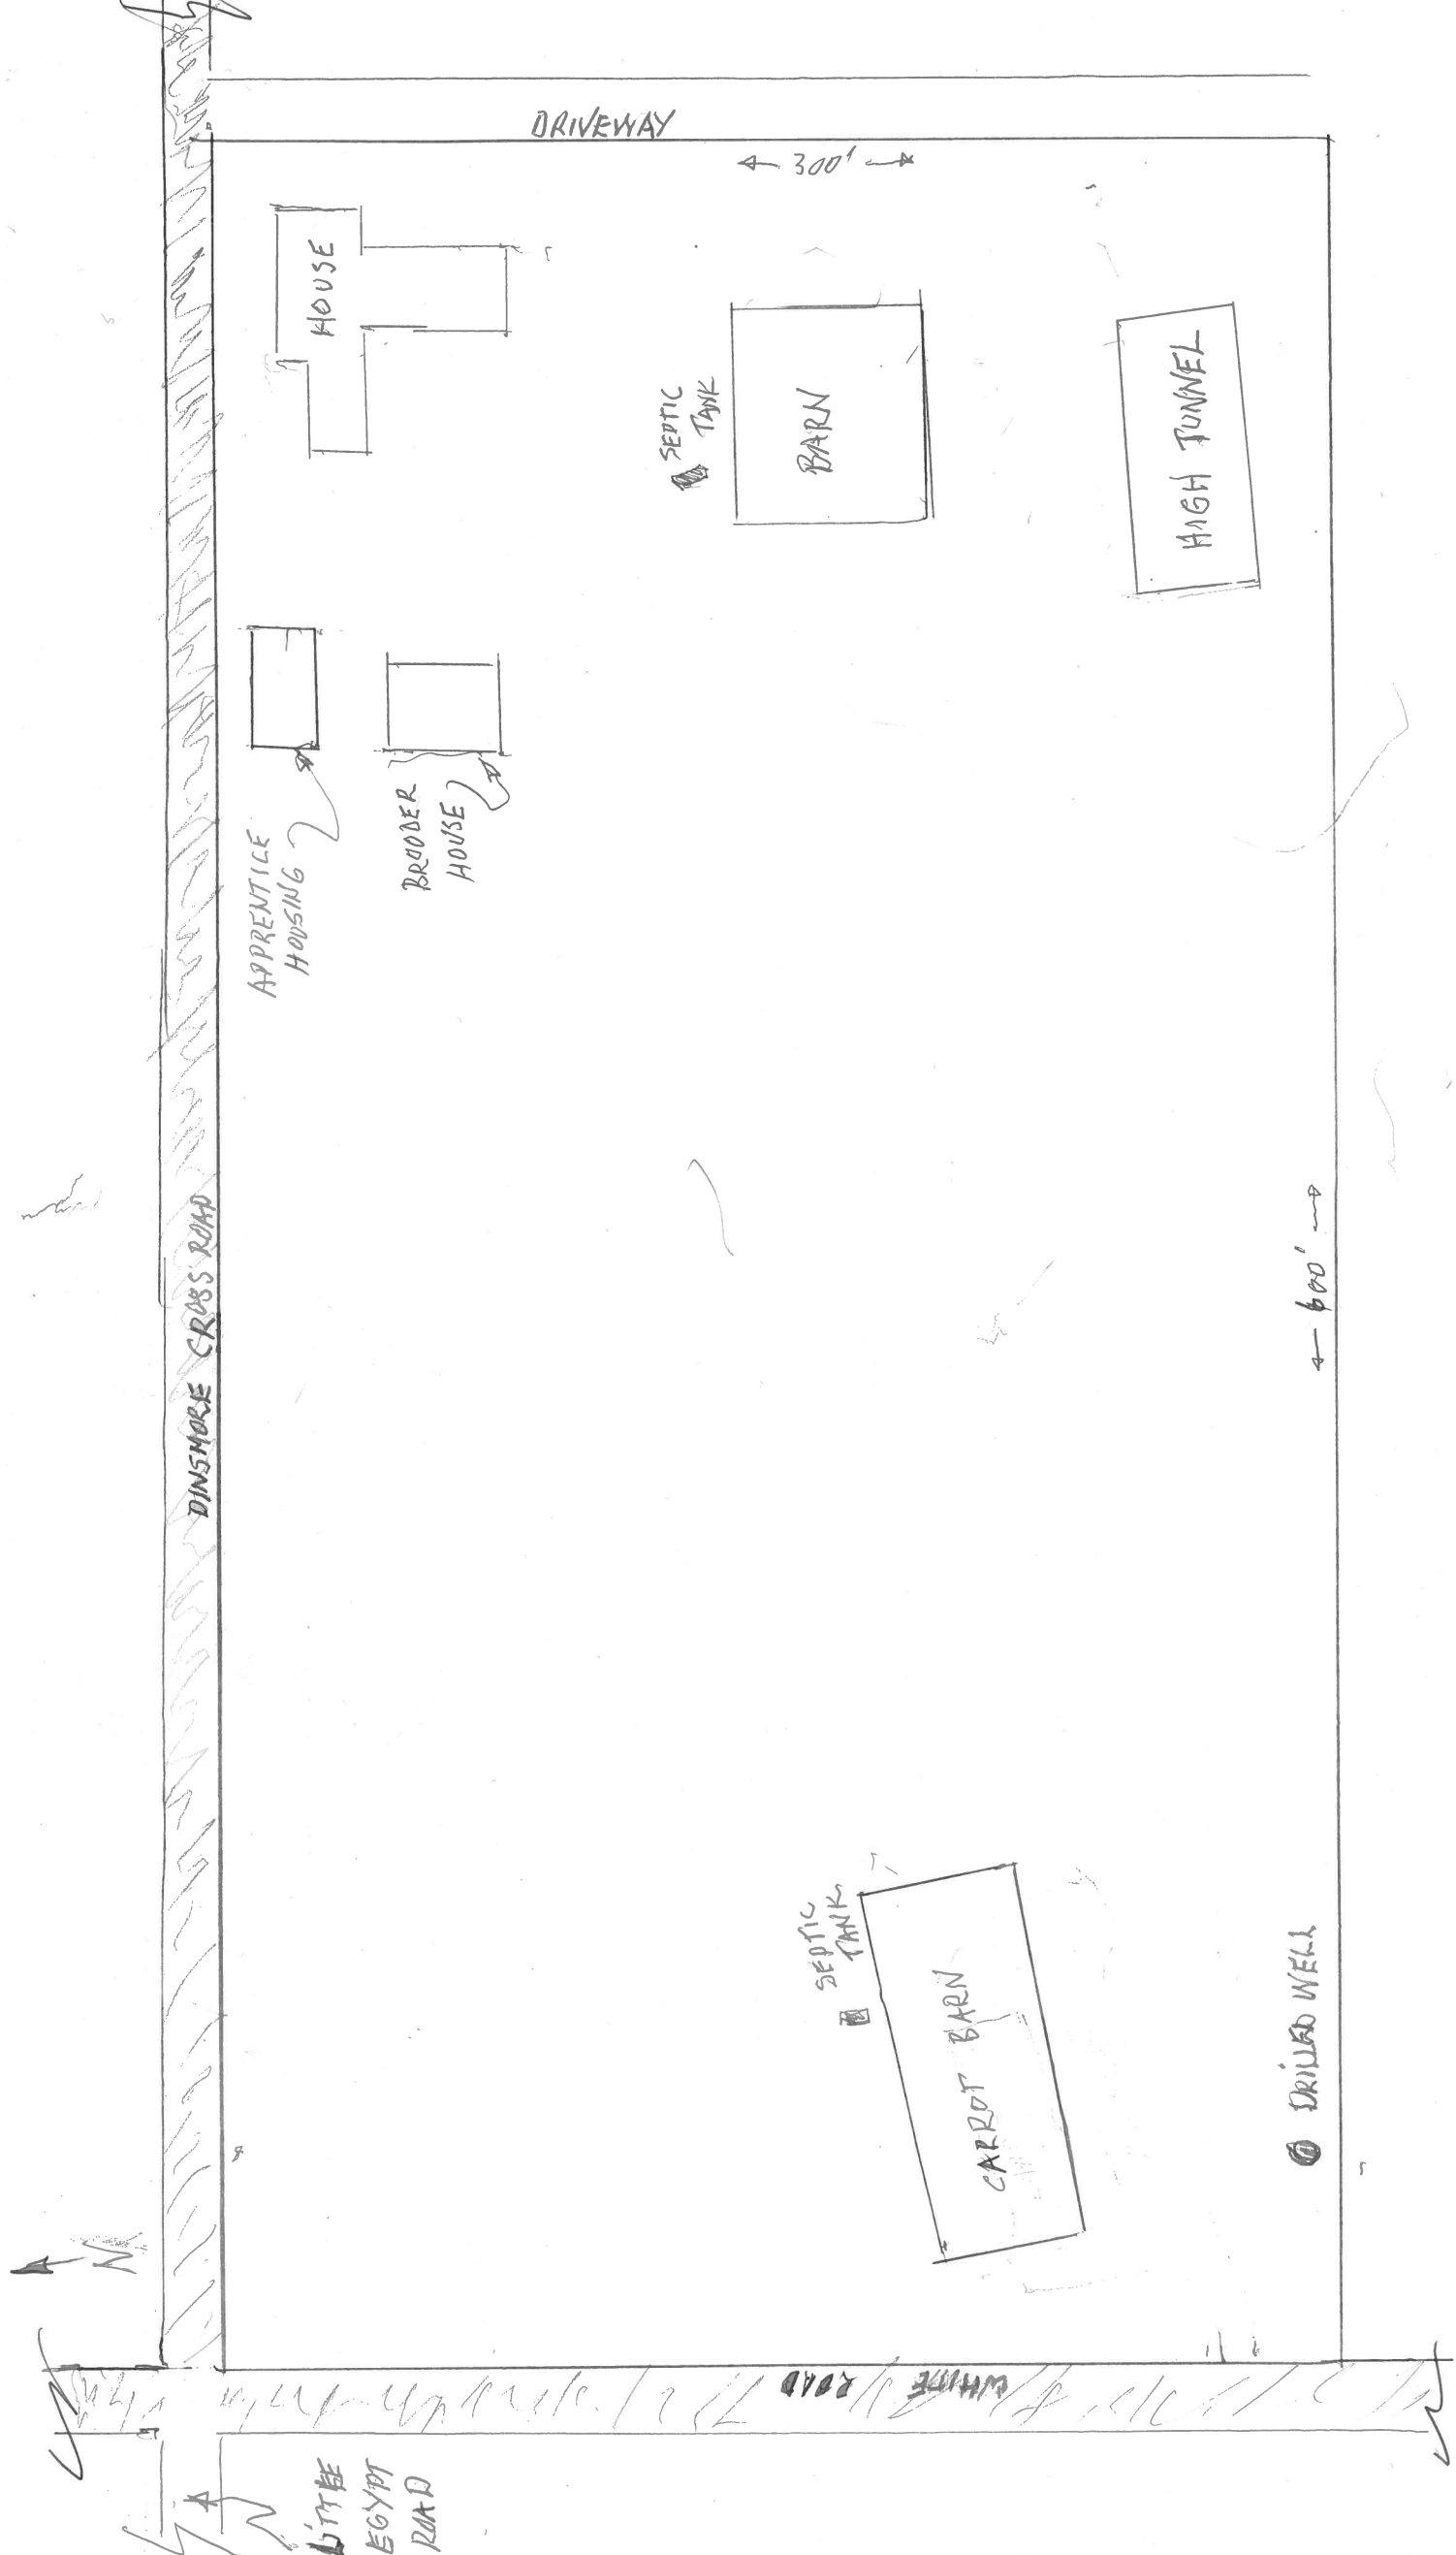 DRIVEWAY
300'
HOUSE
SEPTIC
TANK
BARN
HIGH TUNNEL
APPRENTICE
HOUSING
BROODER
HOUSE
DINSMORE CROSS ROAD
600'
SEPTIC
TANK
CARROT BARN
DRILLED WELL
N
WHITE ROAD
LITTLE
EGYPT
ROAD